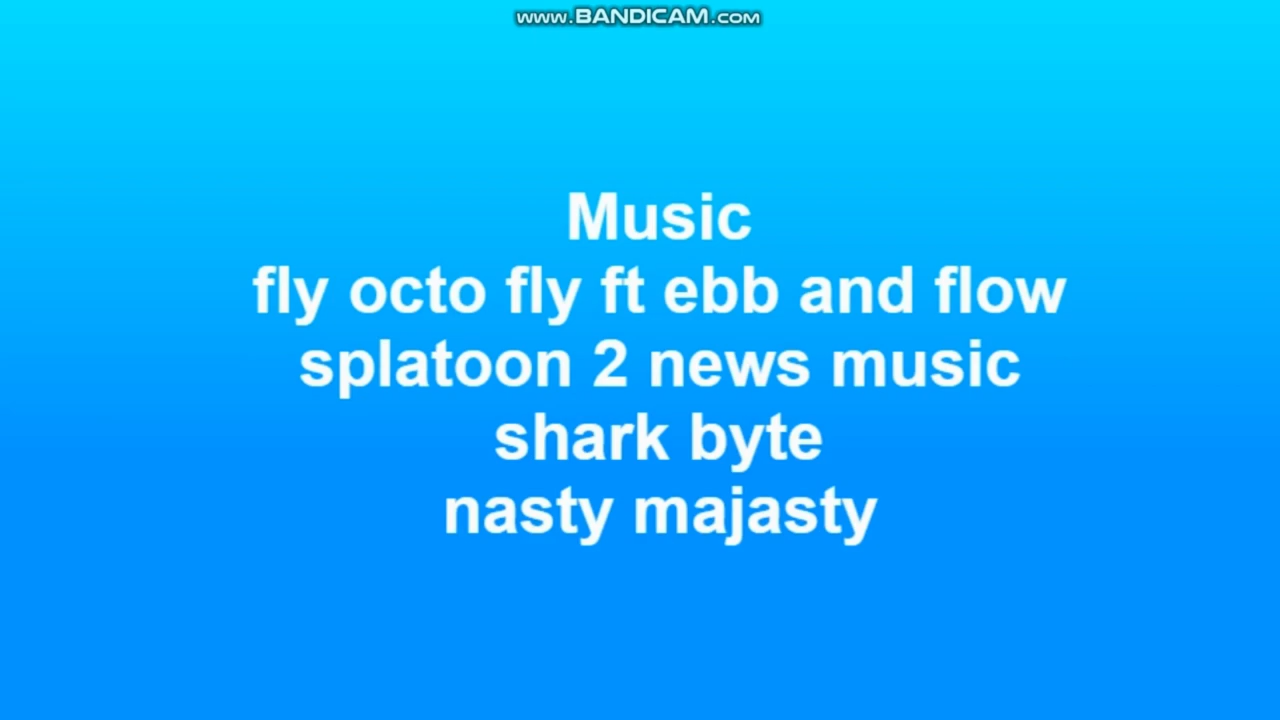 www.BANDICAM.com
Music
fly octo fly ft ebb and flow
splatoon 2 news music
shark byte
nasty majasty